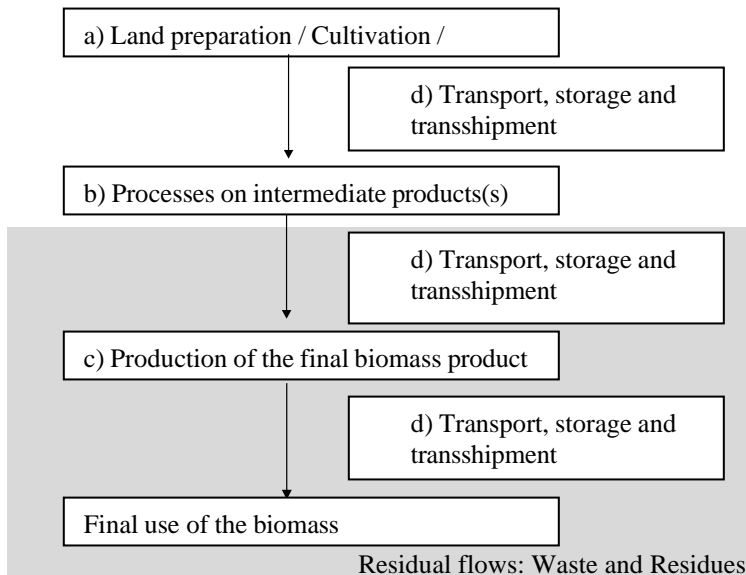 a) Land preparation / Cultivation /
d) Transport, storage and
transshipment
b) Processes on intermediate products(s)
d) Transport, storage and
transshipment
c) Production of the final biomass product
d) Transport, storage and
transshipment
Final use of the biomass
Residual flows: Waste and Residues